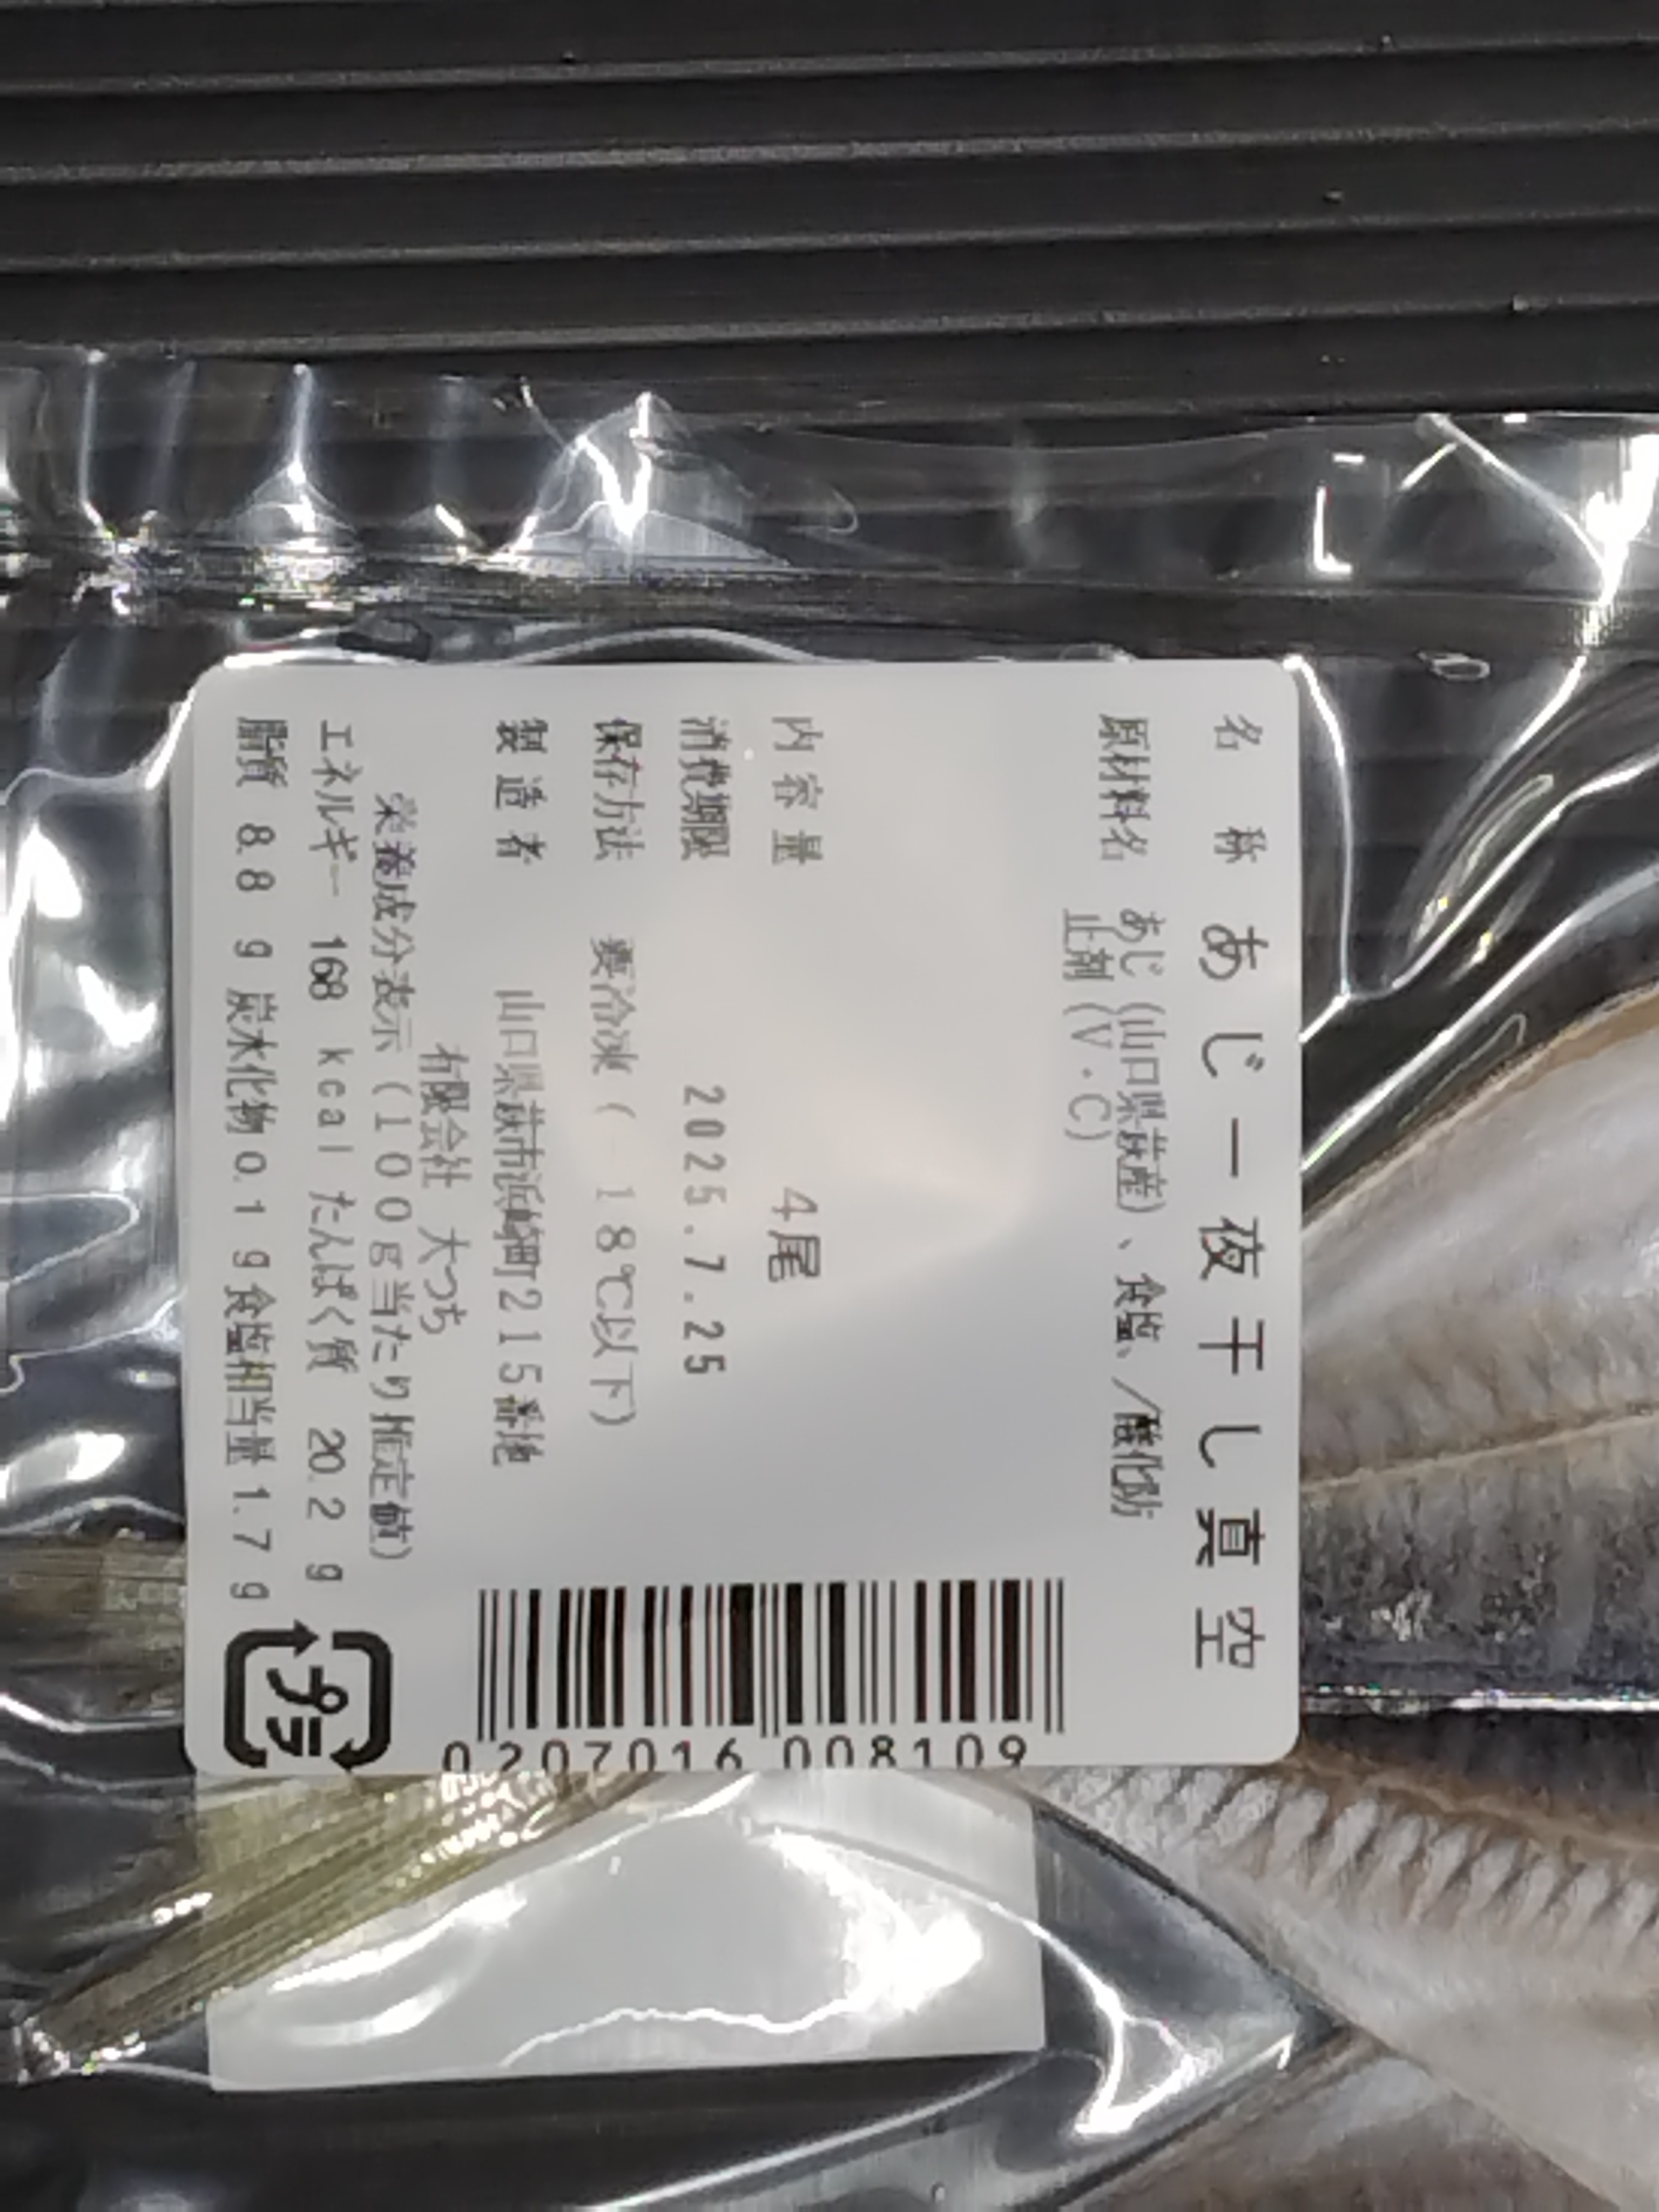 名称 あじ一夜干し真空
原材料名 あじ(山口県萩産)、食塩、/酸化防
止剤(V.C)
内容量 4尾
消費期限 2025.7.25
保存方法 要冷凍(-18℃以下)
製造者 山口県萩市浜崎町215番地
有限会社 大つち
栄養成分表示(100g当たり推定値)
エネルギー 168 kcal たんぱく質 20.2 g
脂質 8.8 g 炭水化物0.1 g食塩相当量1.7 g
プラ
0207016 008109